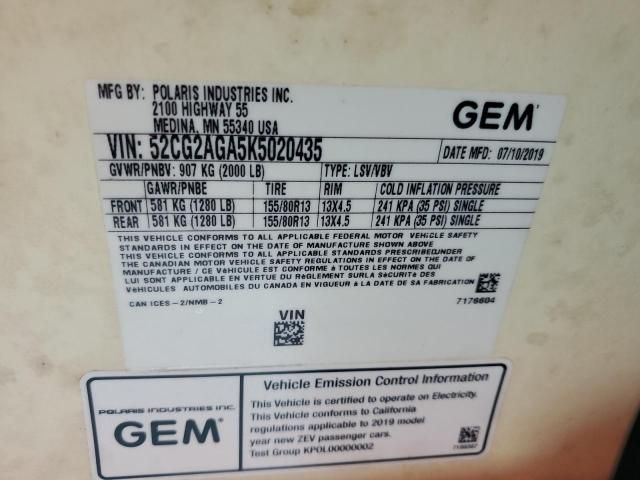 MFG BY: POLARIS INDUSTRIES INC.
2100 HIGHWAY 55
MEDINA, MN 55340 USA
GEM
VIN: 52CG2AGA5K5020435
DATE MFD: 07/10/2019
GVWR/PNBV: 907 KG (2000 LB)
TYPE: LSV/VBV
GAWR/PNBE TIRE RIM COLD INFLATION PRESSURE
FRONT 581 KG (1280 LB) 155/80R13 13X4.5 241 KPA (35 PSI) SINGLE
REAR 581 KG (1280 LB) 155/80R13 13X4.5 241 KPA (35 PSI) SINGLE
THIS VEHICLE CONFORMS TO ALL APPLICABLE FEDERAL MOTOR VEHICLE SAFETY
STANDARDS IN EFFECT ON THE DATE OF MANUFACTURE SHOWN ABOVE.
THIS VEHICLE CONFORMS TO ALL APPLICABLE STANDARDS PRESCRIBEDUNDER
THE CANADIAN MOTOR VEHICLE SAFETY REGULATIONS IN EFFECT ON THE DATE OF
MANUFACTURE / CE VÉHICULE EST CONFORME À TOUTES LES NORMES QUI
LUI SONT APPLICABLES EN VERTUE DU RÈGLEMENT SURLA SÉCURITÉ DES
VÉHICULES AUTOMOBILES DU CANADA EN VIGUEUR À LA DATE DE SA FABRICATION
CAN ICES-2/NMB-2
7176604
VIN
POLARIS INDUSTRIES INC.
GEM
Vehicle Emission Control Information
This Vehicle is certified to operate on Electricity.
This Vehicle conforms to California
regulations applicable to 2019 model
year new ZEV passenger cars.
Test Group KP0L00000002